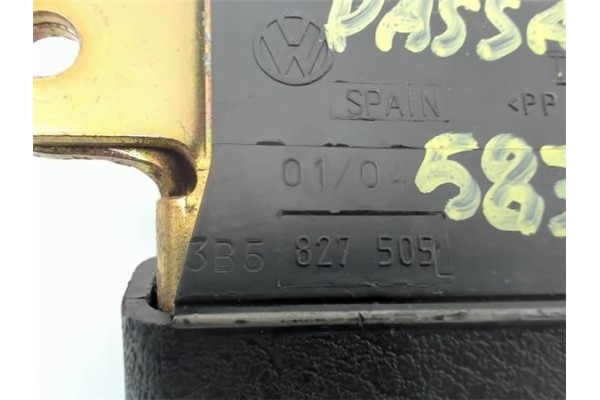 VW PASSA
SPAIN <PP
01/04 583
3B5 827 505L